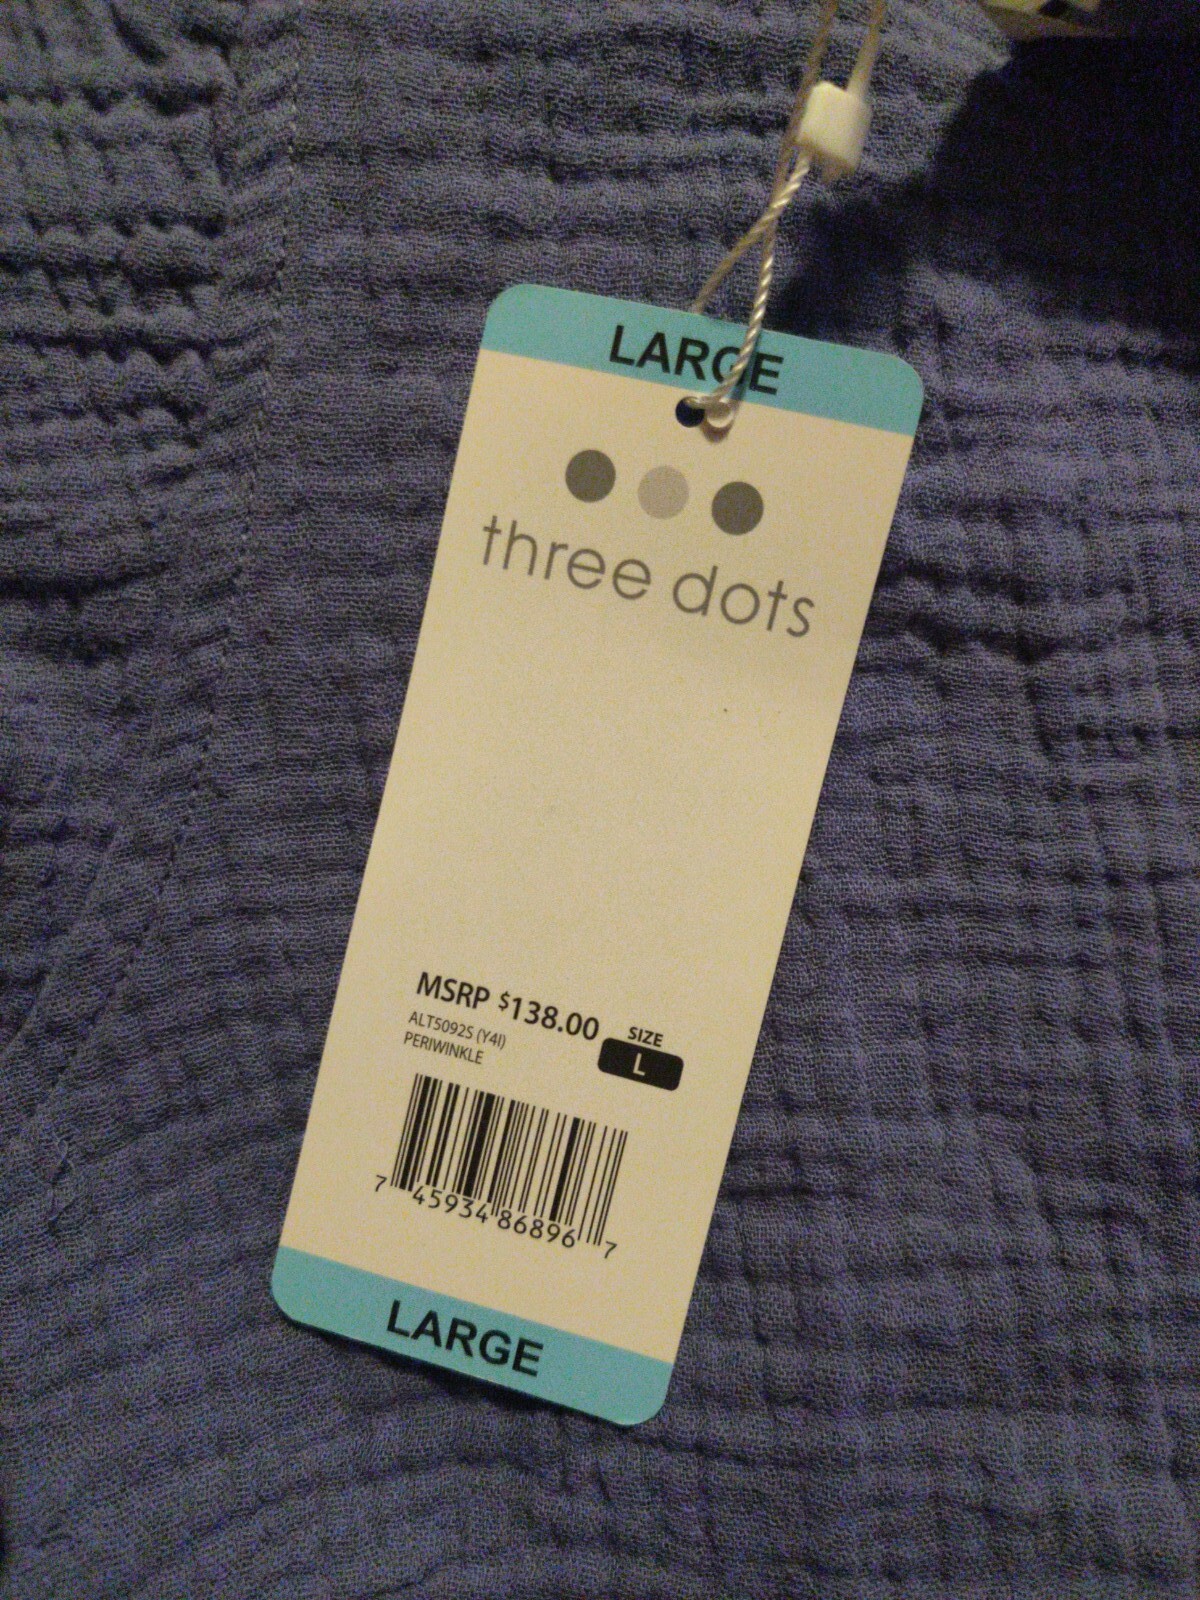 LARGE
three dots
MSRP $138.00
ALT5092S (Y4I)
PERIWINKLE
SIZE
L
7 45934 86896 7
LARGE